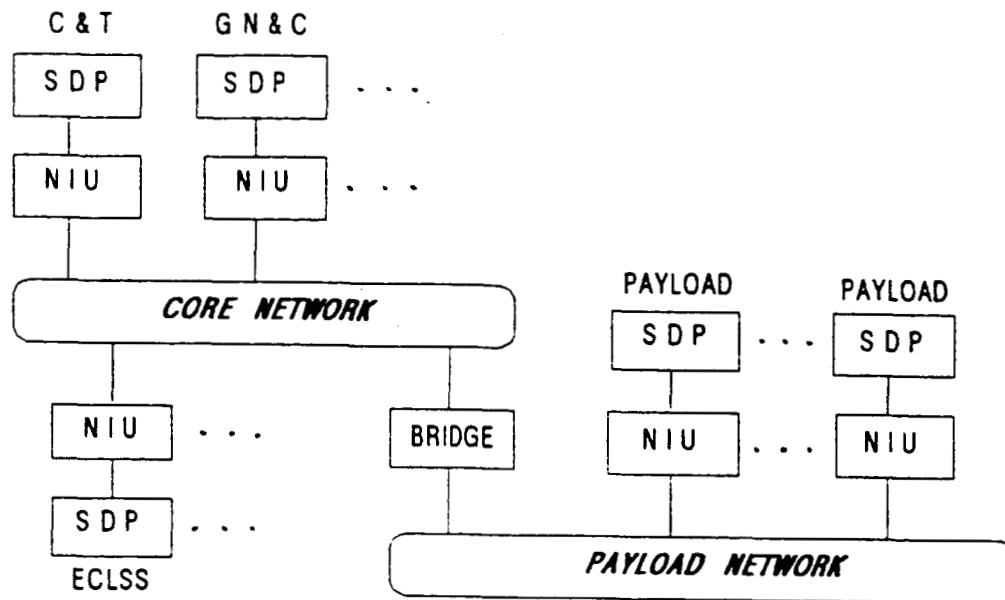 C & T
G N & C
S D P
S D P
. . .
N I U
N I U
. . .
CORE NETWORK
PAYLOAD
PAYLOAD
S D P
. . .
S D P
N I U
. . .
BRIDGE
N I U
. . .
N I U
S D P
. . .
ECLSS
PAYLOAD NETWORK